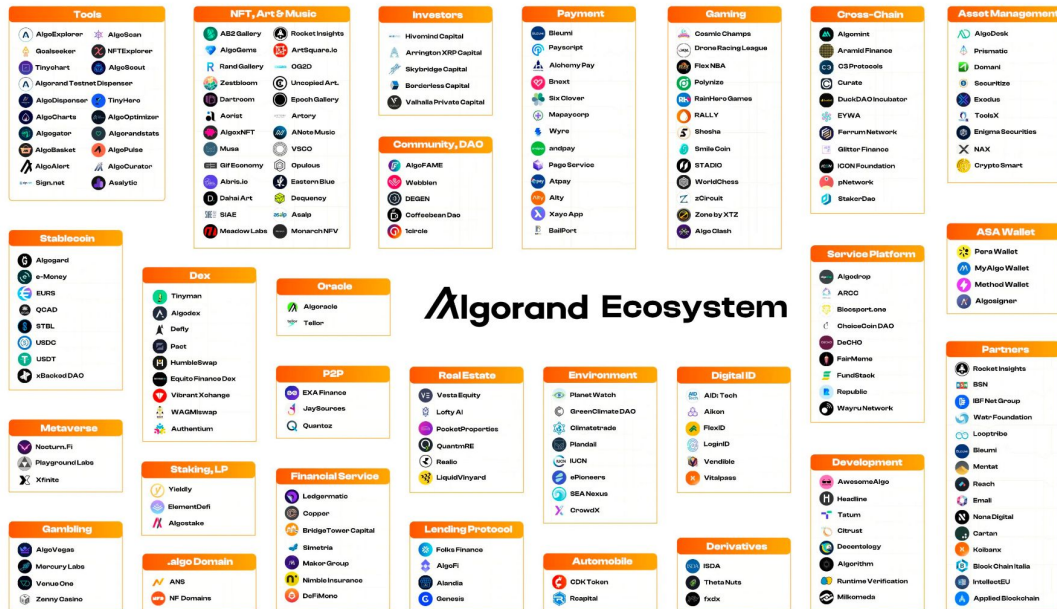 Tools
AlgoExplorer
AlgoScan
Goalseeker
NFTExplorer
Tinychart
AlgoScout
Algorand Testnet Dispenser
AlgoDispenser
TinyHero
AlgoCharts
AlgoOptimizer
Algogator
Algorandstats
AlgoBasket
AlgoPulse
AlgoAlert
AlgoCurator
Sign.net
Asalytic
NFT, Art & Music
AB2 Gallery
Rocket Insights
AlgoGems
ArtSquare.io
Rand Gallery
OG2D
Zestbloom
Uncopied Art.
Dartroom
Epoch Gallery
Aorist
Artory
AlgoxNFT
ANote Music
Musa
VSCO
Gif Economy
Opulous
Abris.io
Eastern Blue
Dahai Art
Dequency
SIAE
Asalp
Meadow Labs
Monarch NFV
Investors
Hivemind Capital
Arrington XRP Capital
Skybridge Capital
Borderless Capital
Valhalla Private Capital
Community, DAO
AlgoFAME
Webblen
DEGEN
Coffeebean Dao
1circle
Payment
Bleumi
Payscript
Alchemy Pay
Bnext
Six Clover
Mapaycorp
Wyre
andpay
Pago Service
Atpay
Alty
Xayo App
BailPort
Gaming
Cosmic Champs
Drone Racing League
Flex NBA
Polynize
RainHero Games
RALLY
Shosha
Smile Coin
STADIO
WorldChess
zCircuit
Zone by XTZ
Algo Clash
Cross-Chain
Algomint
Aramid Finance
C3 Protocols
Curate
DuckDAO Incubator
EYWA
Ferrum Network
Glitter Finance
ICON Foundation
pNetwork
StakerDao
Asset Management
AlgoDesk
Prismatic
Domani
Securitize
Exodus
ToolsX
Enigma Securities
NAX
Crypto Smart
Stablecoin
Algogard
e-Money
EURS
QCAD
STBL
USDC
USDT
xBacked DAO
Dex
Tinyman
Algodex
Defly
Pact
HumbleSwap
Equito Finance Dex
Vibrant Xchange
WAGMIswap
Authentium
Oracle
Algoracle
Tellor
Algorand Ecosystem
Service Platform
Algodrop
ARCC
Blocsport.one
ChoiceCoin DAO
DeCHO
FairMeme
FundStack
Republic
Wayru Network
ASA Wallet
Pera Wallet
MyAlgo Wallet
Method Wallet
Algosigner
P2P
EXA Finance
JaySources
Quantoz
Real Estate
Vesta Equity
Lofty AI
PocketProperties
QuantmRE
Realio
LiquidVinyard
Environment
Planet Watch
GreenClimate DAO
Climatetrade
Plandail
IUCN
ePioneers
SEA Nexus
CrowdX
Digital ID
AID: Tech
Aikon
FlexID
LoginID
Vendible
Vitalpass
Partners
Rocket Insights
BSN
IBF Net Group
Watr Foundation
Looptribe
Bleumi
Mentat
Reach
Emali
Nona Digital
Cartan
Koibanx
Block Chain Italia
IntellectEU
Applied Blockchain
Metaverse
Nocturn.Fi
Playground Labs
Xfinite
Staking, LP
Yieldly
ElementDefi
Algostake
Financial Service
Ledgermatic
Copper
BridgeTower Capital
Simetria
Makor Group
Nimble Insurance
DeFiMono
Development
AwesomeAlgo
Headline
Tatum
Citrust
Decentology
Algorithm
Runtime Verification
Milkomeda
Gambling
AlgoVegas
Mercury Labs
Venue One
Zenny Casino
.algo Domain
ANS
NF Domains
Lending Protocol
Folks Finance
AlgoFi
Alandia
Genesis
Automobile
CDK Token
Reapital
Derivatives
ISDA
Theta Nuts
fxdx